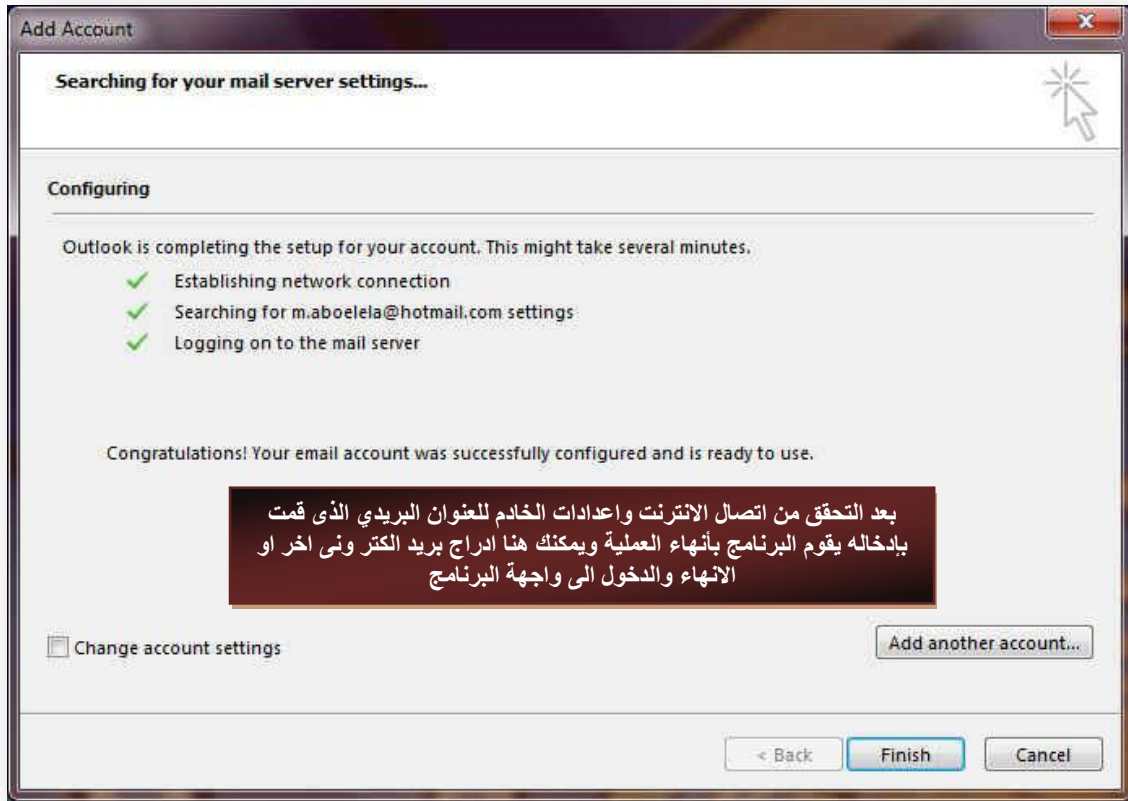 Add Account
Searching for your mail server settings...
Configuring
Outlook is completing the setup for your account. This might take several minutes.
Establishing network connection
Searching for m.aboelela@hotmail.com settings
Logging on to the mail server
Congratulations! Your email account was successfully configured and is ready to use.
بعد التحقق من اتصال الانترنت واعدادات الخادم للعنوان البريدي الذى قمت
بإدخاله يقوم البرنامج بأنهاء العملية ويمكنك هنا ادراج بريد الكتر ونى اخر او
الانهاء والدخول الى واجهة البرنامج
Change account settings
Add another account...
< Back
Finish
Cancel